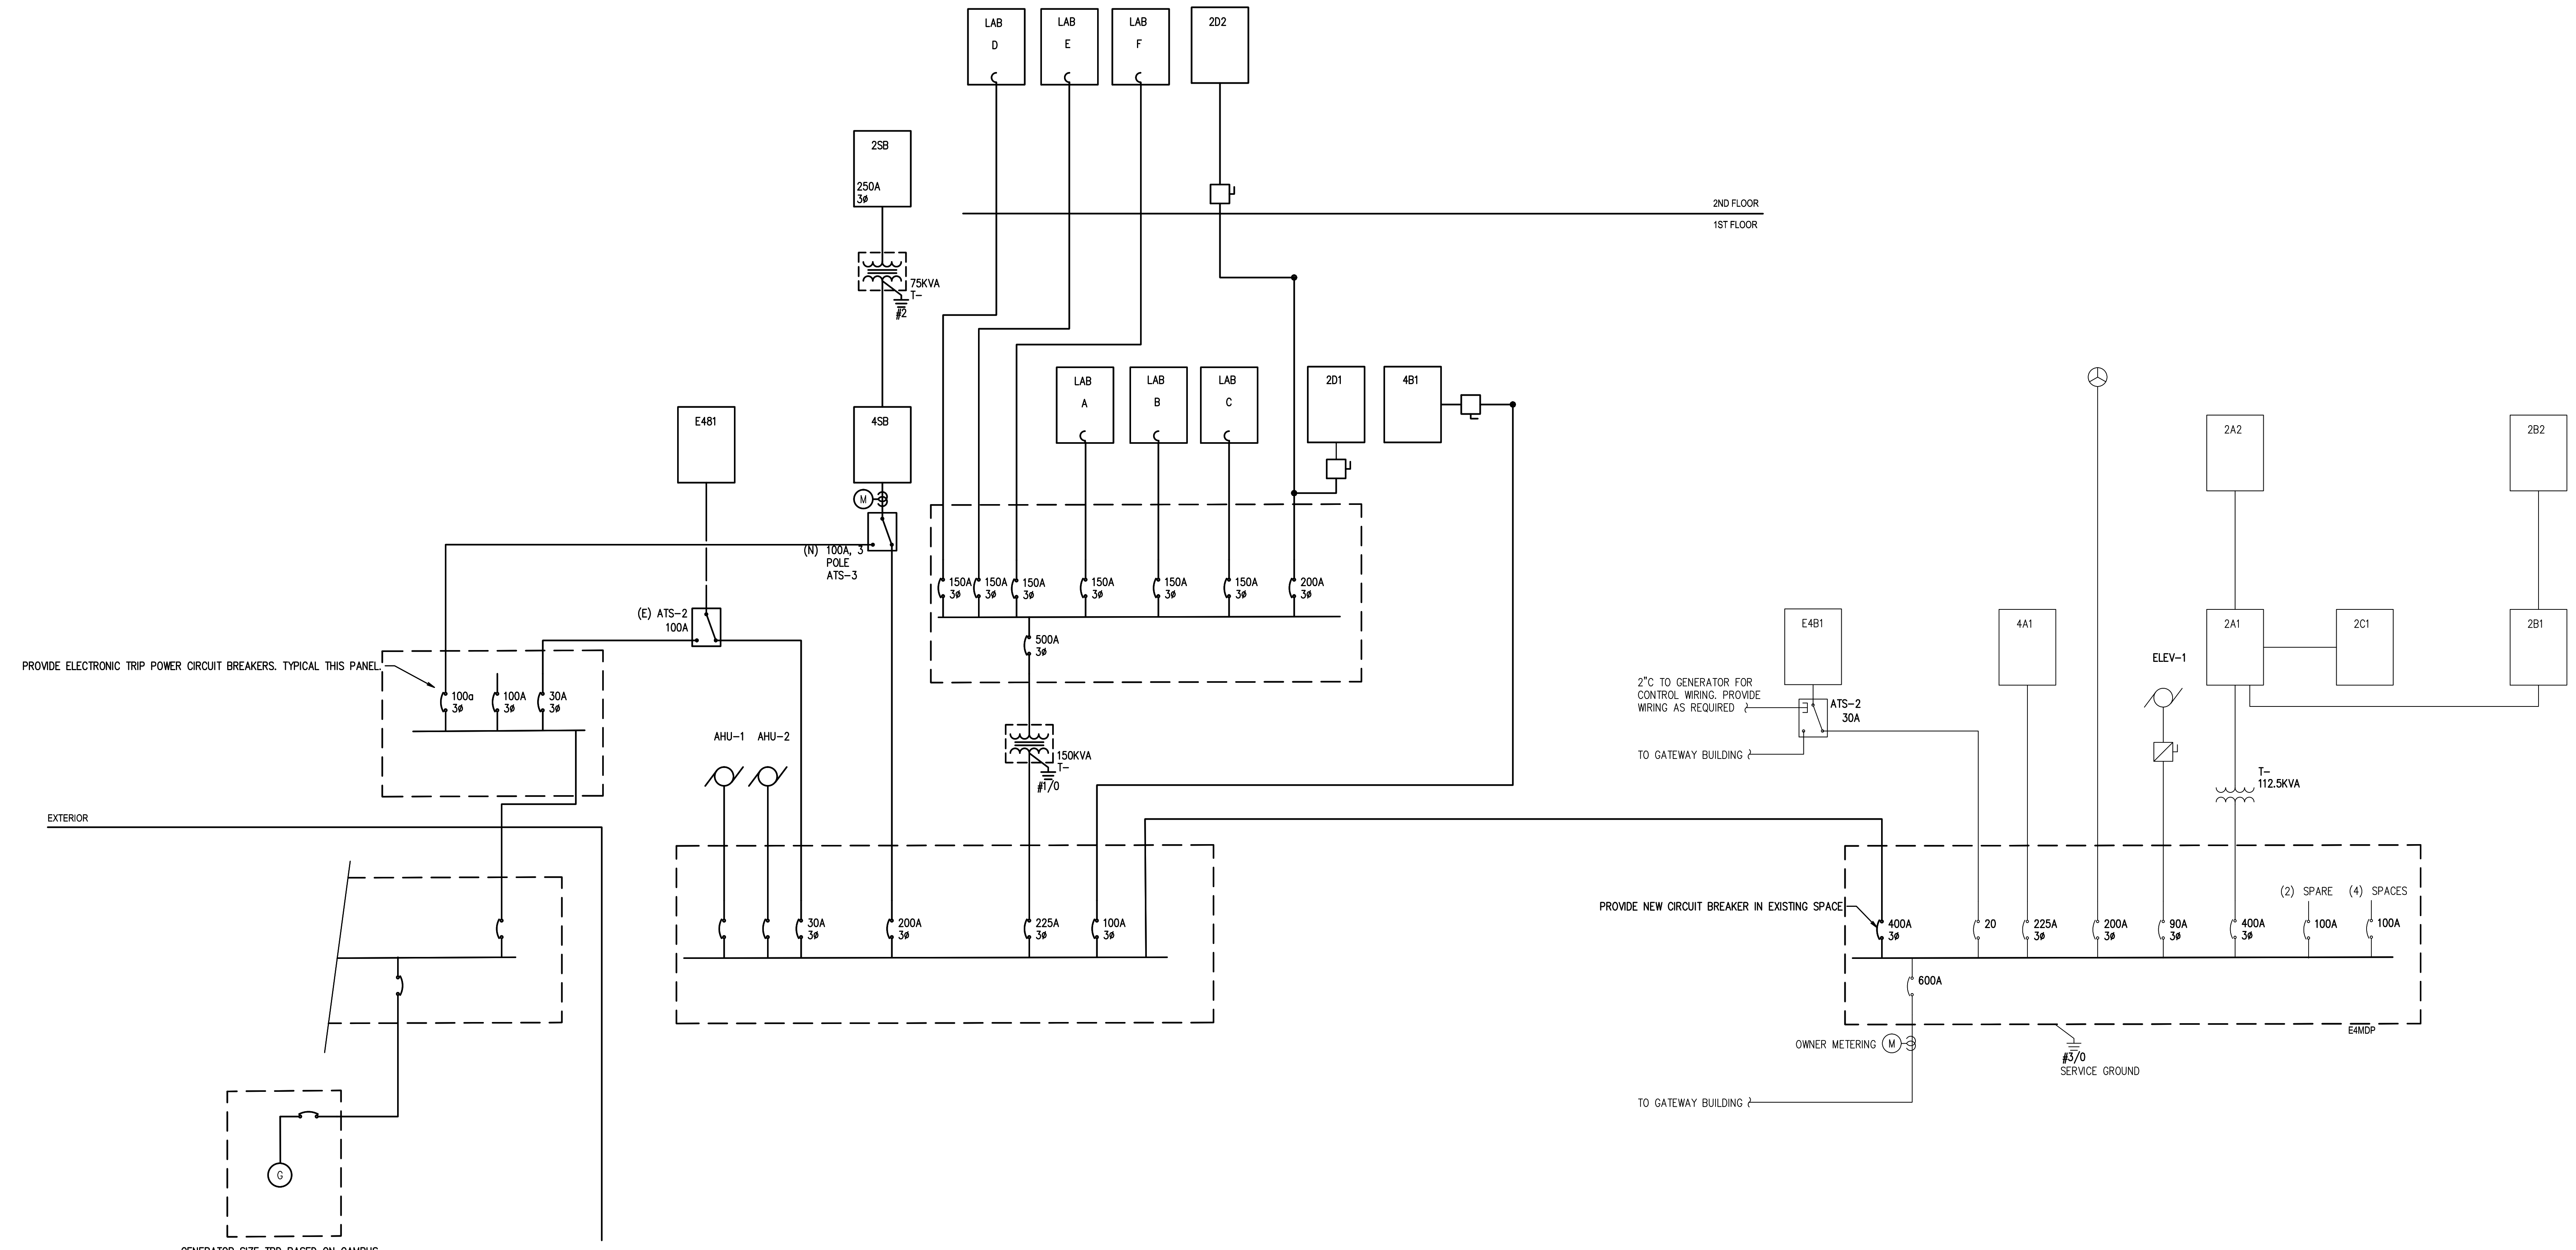 LAB
D
LAB
E
LAB
F
2D2
2SB
250A
3ø
2ND FLOOR
1ST FLOOR
75KVA
T-
#2
E481
4SB
LAB
A
LAB
B
LAB
C
2D1
4B1
2A2
2B2
M
(N) 100A, 3
POLE
ATS-3
150A
3ø
150A
3ø
150A
3ø
150A
3ø
150A
3ø
150A
3ø
200A
3ø
500A
3ø
(E) ATS-2
100A
PROVIDE ELECTRONIC TRIP POWER CIRCUIT BREAKERS. TYPICAL THIS PANEL.
100a
3ø
100A
3ø
30A
3ø
AHU-1
AHU-2
150KVA
T-
#1/0
E4B1
4A1
ELEV-1
2A1
2C1
2B1
2"C TO GENERATOR FOR
CONTROL WIRING. PROVIDE
WIRING AS REQUIRED
ATS-2
30A
TO GATEWAY BUILDING
T-
112.5KVA
EXTERIOR
30A
3ø
200A
3ø
225A
3ø
100A
3ø
PROVIDE NEW CIRCUIT BREAKER IN EXISTING SPACE
400A
3ø
20
225A
3ø
200A
3ø
90A
3ø
400A
3ø
(2) SPARE
100A
(4) SPACES
100A
600A
E4MDP
OWNER METERING
M
#3/0
SERVICE GROUND
TO GATEWAY BUILDING
G
GENERATOR SIZE TBD BASED ON CAMPUS